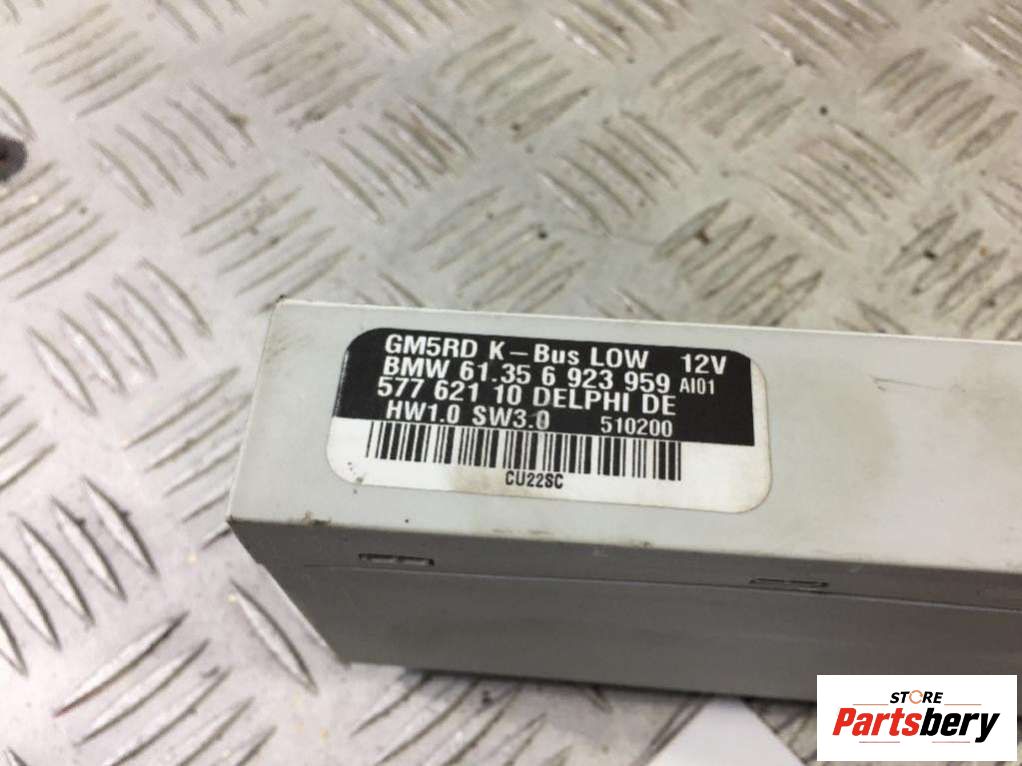 GM5RD K-Bus LOW 12V
BMW 61.35 6 923 959 AI01
577 621 10 DELPHI DE
HW1.0 SW3.0 510200
CU22SC
STORE
Partsbery